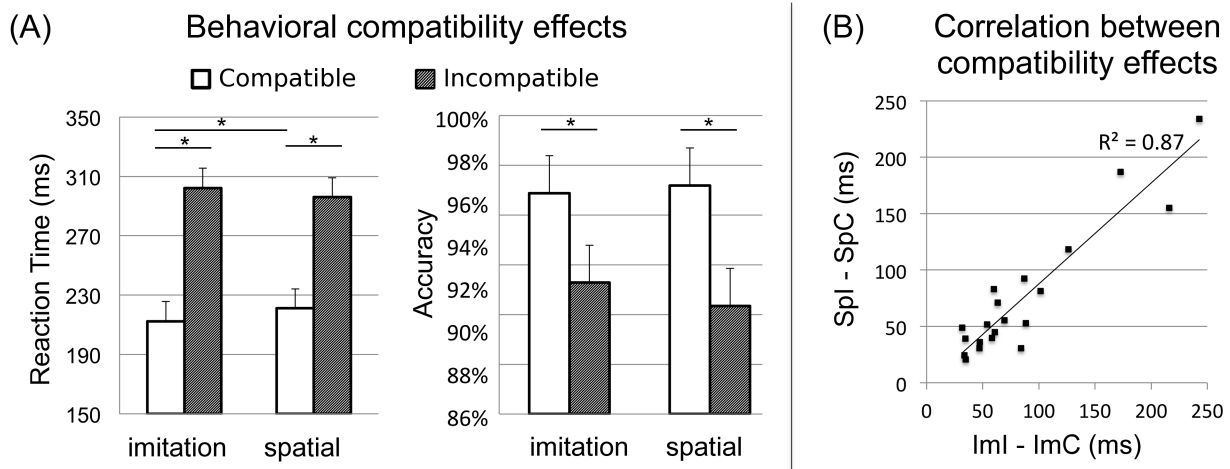 (A)
Behavioral compatibility effects
Compatible
Incompatible
Reaction Time (ms)
350
310
270
230
190
150
*
*
*
imitation
spatial
Accuracy
100%
98%
96%
94%
92%
90%
88%
86%
*
*
imitation
spatial
(B)
Correlation between
compatibility effects
SpI - SpC (ms)
250
200
150
100
50
0
R² = 0.87
0
50
100
150
200
250
ImI - ImC (ms)